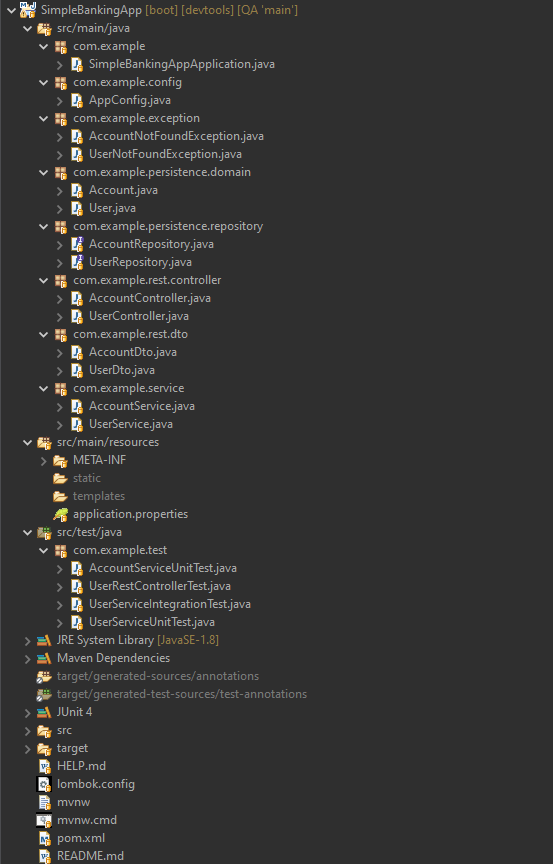 SimpleBankingApp [boot] [devtools] [QA 'main']
src/main/java
com.example
SimpleBankingAppApplication.java
com.example.config
AppConfig.java
com.example.exception
AccountNotFoundException.java
UserNotFoundException.java
com.example.persistence.domain
Account.java
User.java
com.example.persistence.repository
AccountRepository.java
UserRepository.java
com.example.rest.controller
AccountController.java
UserController.java
com.example.rest.dto
AccountDto.java
UserDto.java
com.example.service
AccountService.java
UserService.java
src/main/resources
META-INF
static
templates
application.properties
src/test/java
com.example.test
AccountServiceUnitTest.java
UserRestControllerTest.java
UserServiceIntegrationTest.java
UserServiceUnitTest.java
JRE System Library [JavaSE-1.8]
Maven Dependencies
target/generated-sources/annotations
target/generated-test-sources/test-annotations
JUnit 4
src
target
HELP.md
lombok.config
mvnw
mvnw.cmd
pom.xml
README.md